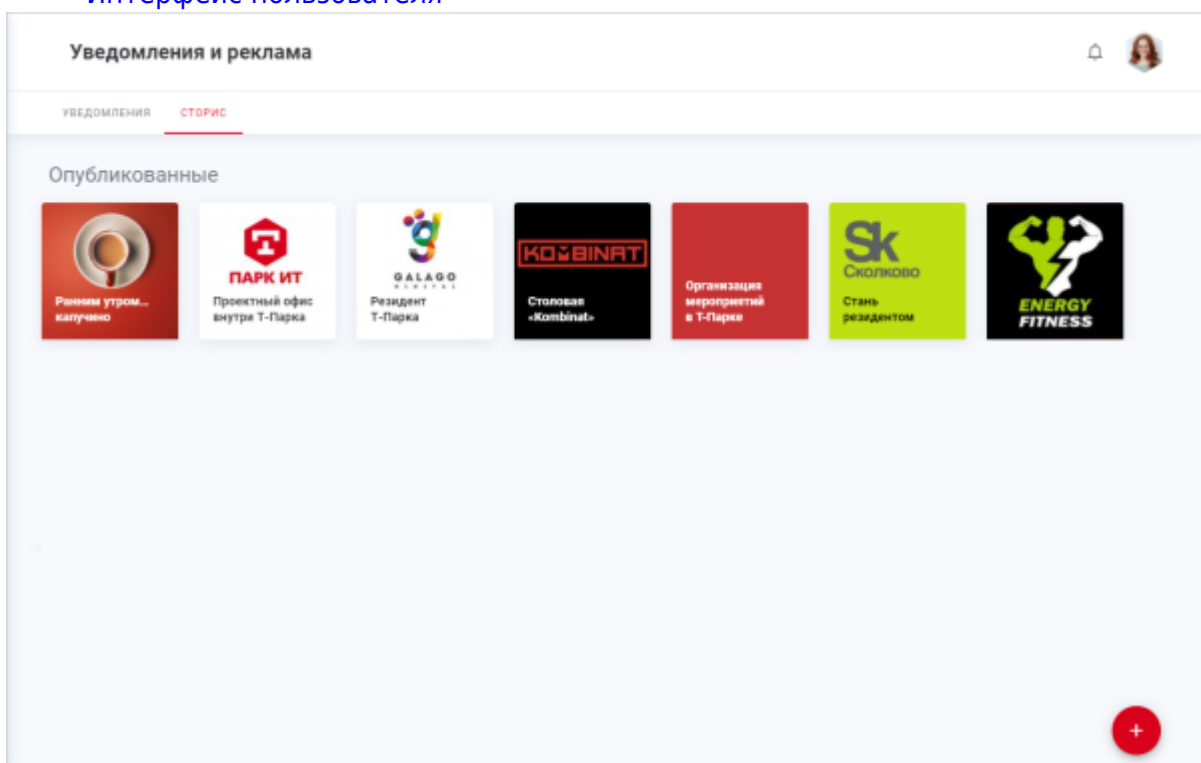 Интерфейс пользователя
Уведомления и реклама
УВЕДОМЛЕНИЯ СТОРИС
Опубликованные
Ранним утром...
капучино
ПАРК ИТ
Проектный офис
внутри Т-Парка
GALAGO
DIGITAL
Резидент
Т-Парка
KOMBINAT
Столовая
«Kombinat»
Организация
мероприятий
в Т-Парке
Sk
Сколково
Стань
резидентом
ENERGY
FITNESS
+